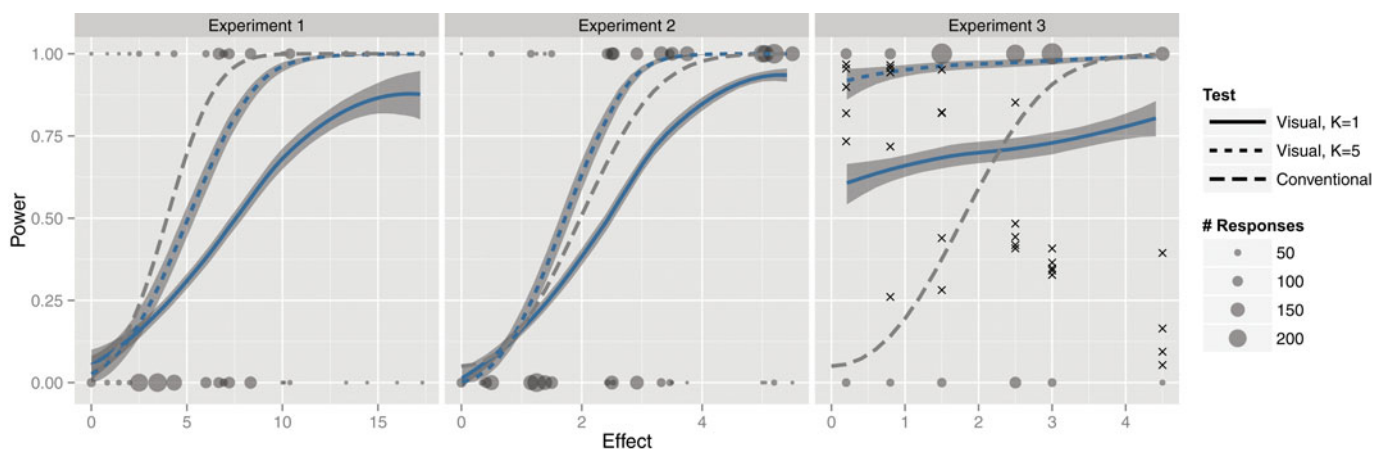 Experiment 1 Experiment 2 Experiment 3
Power
1.00
0.75
0.50
0.25
0.00
0 5 10 15 0 2 4 0 1 2 3 4
Effect
Test
Visual, K=1
Visual, K=5
Conventional
# Responses
50
100
150
200